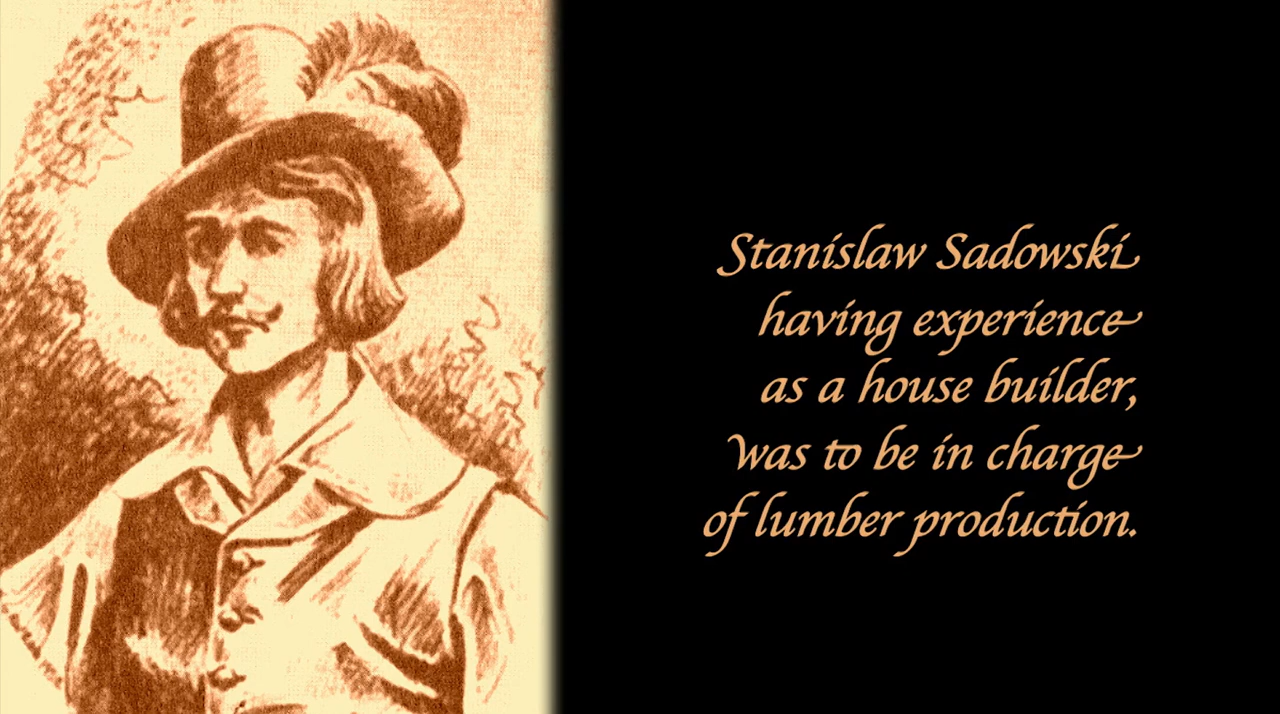 Stanislaw Sadowski
having experience
as a house builder,
was to be in charge
of lumber production.